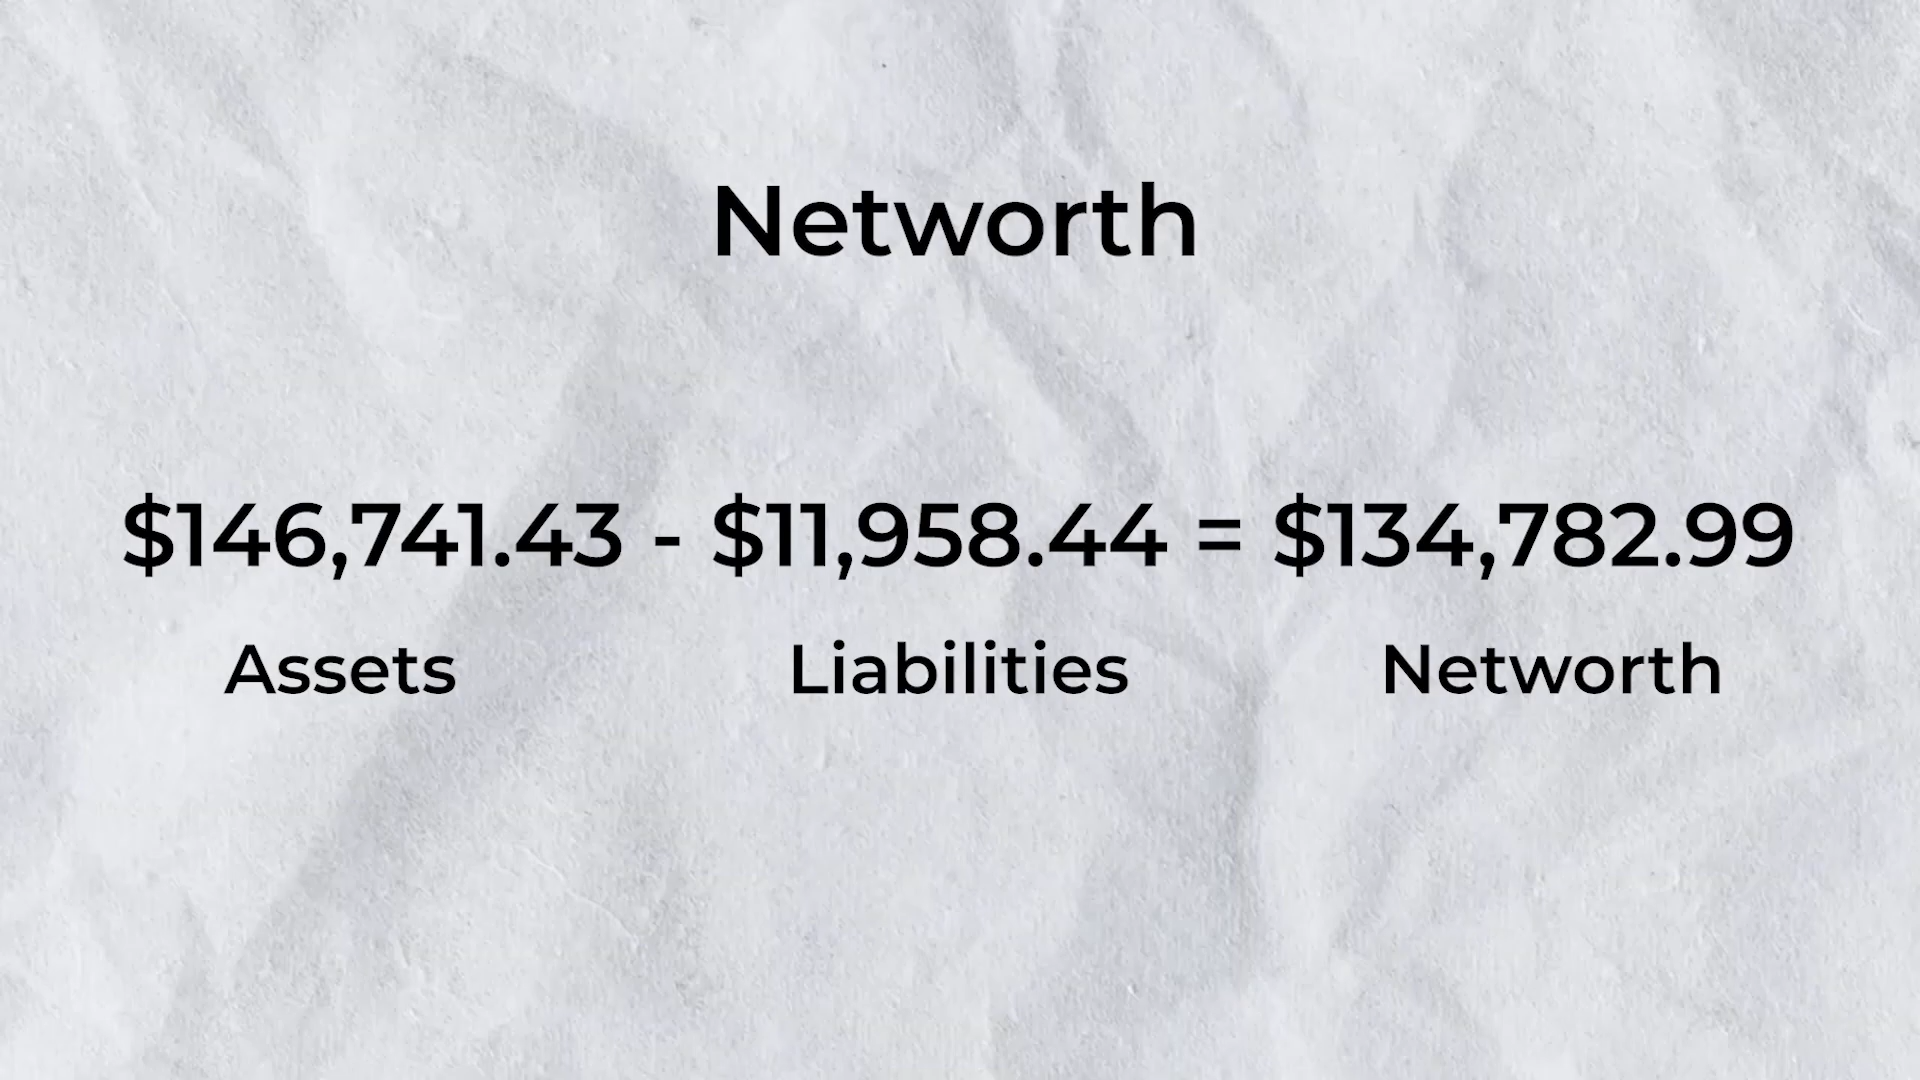 Networth
$146,741.43 - $11,958.44 = $134,782.99
Assets Liabilities Networth